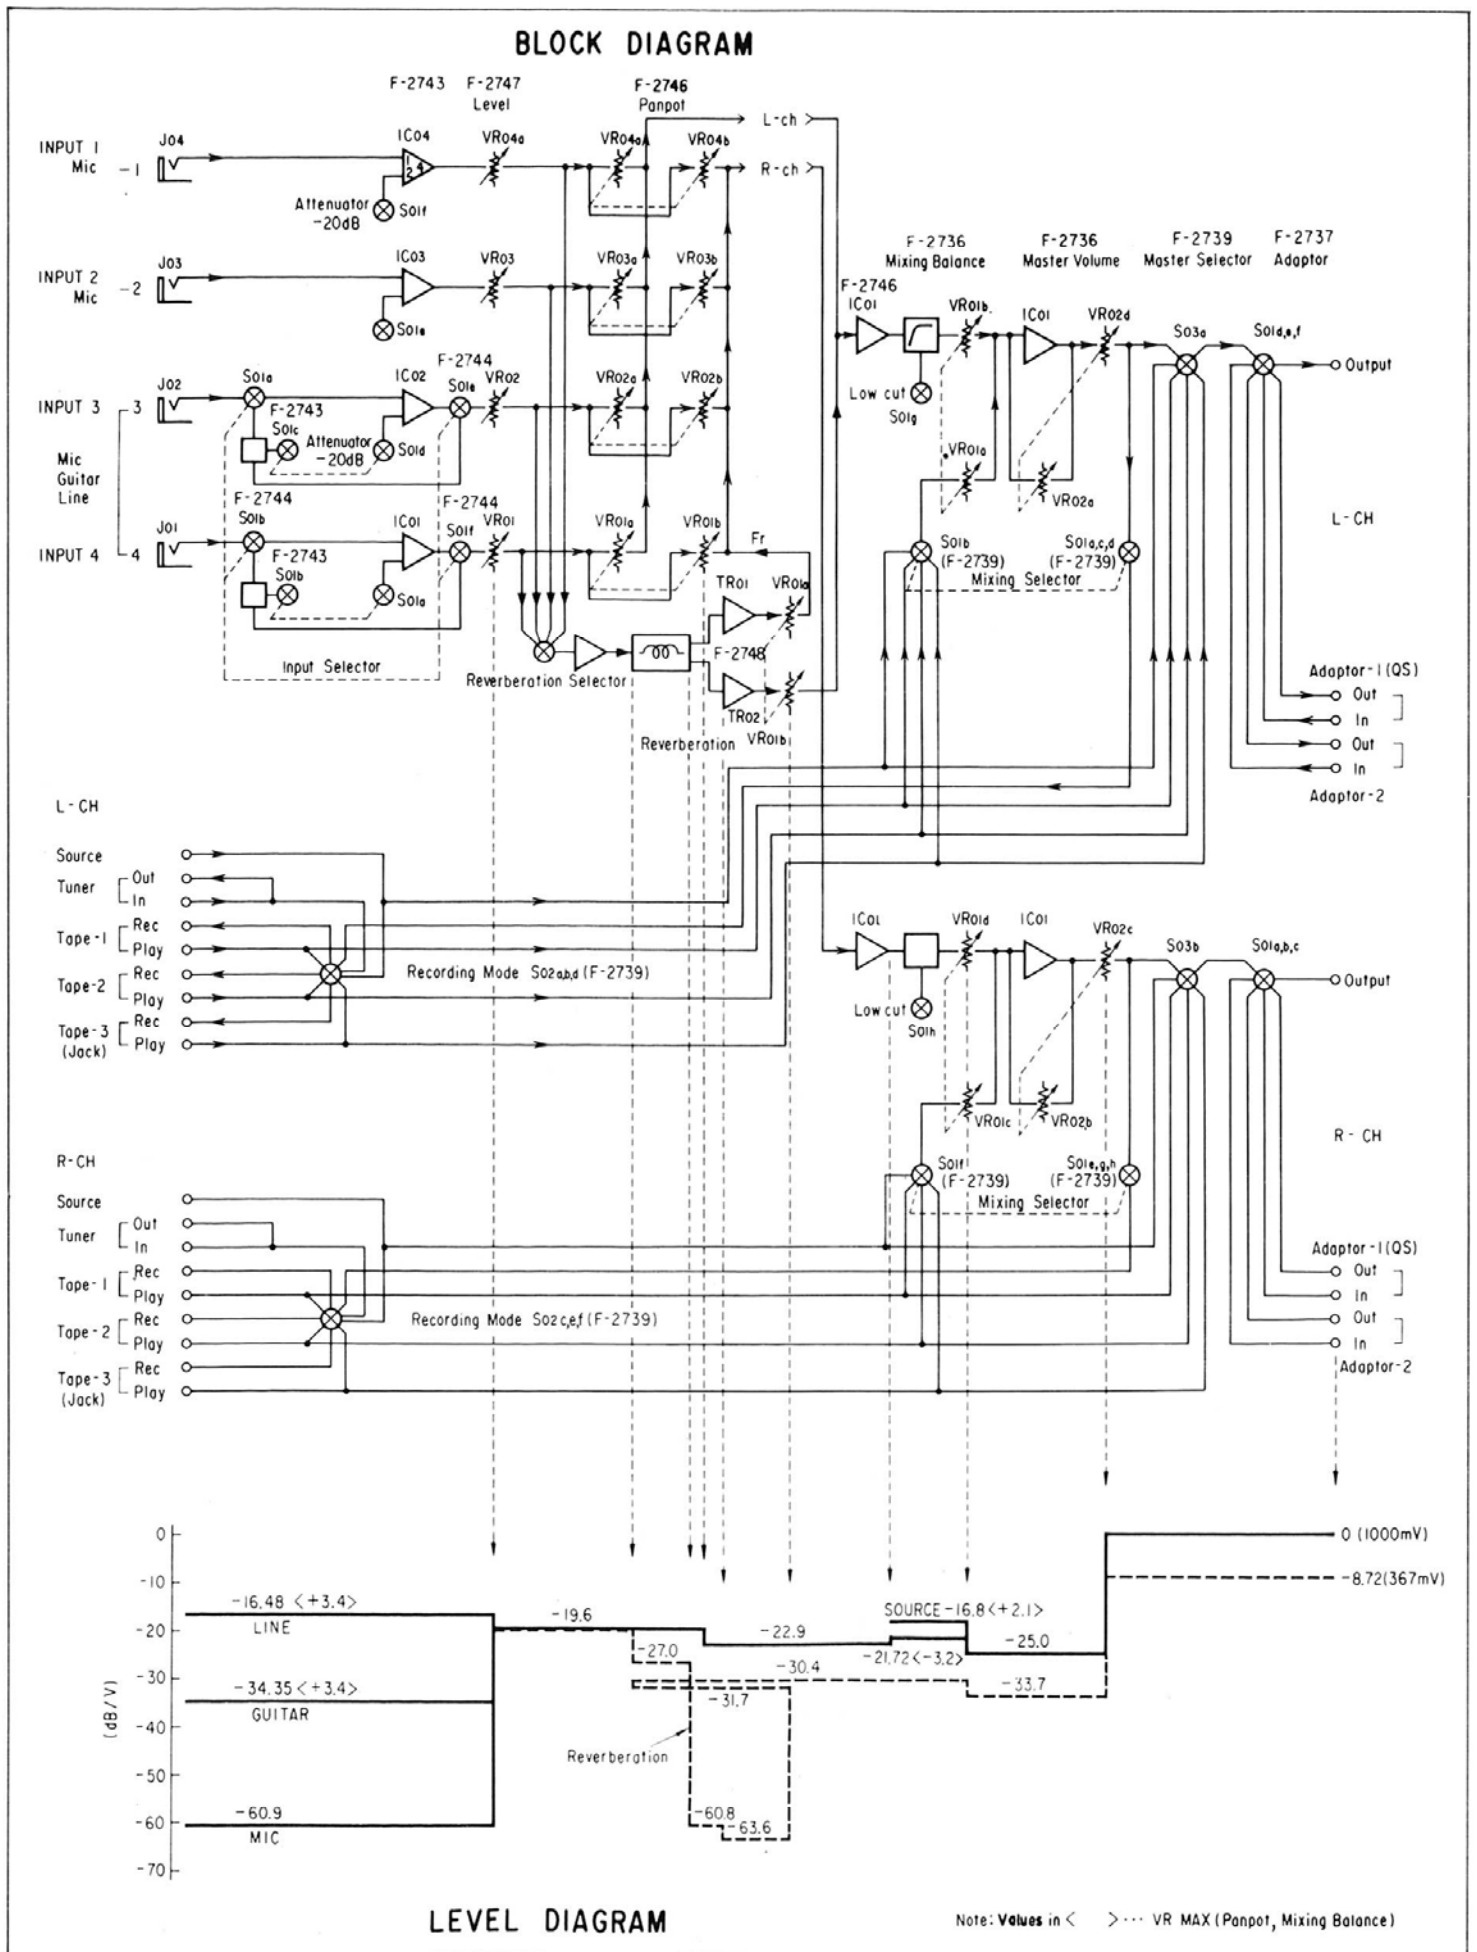 BLOCK DIAGRAM
F-2743
F-2747
Level
F-2746
Panpot
L-ch
R-ch
INPUT 1
Mic
-1
J04
IC04
1
2
4
VR04a
VR04a
VR04b
Attenuator
-20dB
S01f
INPUT 2
Mic
-2
J03
IC03
VR03
VR03a
VR03b
S01e
F-2744
INPUT 3
3
J02
S01a
IC02
S01e
VR02
VR02a
VR02b
F-2743
S01c
Attenuator
-20dB
S01d
Mic
Guitar
Line
F-2744
F-2744
INPUT 4
4
J01
S01b
IC01
S01f
VR01
VR01a
VR01b
F-2743
S01b
S01a
Fr
TR01
VR01a
F-2748
TR02
VR01b
Input Selector
Reverberation Selector
Reverberation
F-2746
IC01
F-2736
Mixing Balance
F-2736
Master Volume
F-2739
Master Selector
F-2737
Adaptor
VR01b
IC01
VR02d
S03a
S01d,e,f
Output
Low cut
S01g
VR01a
VR02a
S01b
(F-2739)
S01a,c,d
(F-2739)
Mixing Selector
L-CH
Adaptor-1(QS)
Out
In
Out
In
Adaptor-2
L-CH
Source
Tuner
Out
In
Tape-1
Rec
Play
Tape-2
Rec
Play
Tape-3
(Jack)
Rec
Play
Recording Mode S02a,b,d (F-2739)
IC01
VR01d
IC01
VR02c
S03b
S01a,b,c
Output
Low cut
S01h
VR01c
VR02b
S01f
(F-2739)
S01e,g,h
(F-2739)
Mixing Selector
R-CH
Adaptor-1(QS)
Out
In
Out
In
Adaptor-2
R-CH
Source
Tuner
Out
In
Tape-1
Rec
Play
Tape-2
Rec
Play
Tape-3
(Jack)
Rec
Play
Recording Mode S02c,e,f (F-2739)
0
-10
-20
-30
-40
-50
-60
-70
(dB/V)
-16.48 <+3.4>
LINE
-34.35 <+3.4>
GUITAR
-60.9
MIC
-19.6
-27.0
-22.9
-30.4
-31.7
Reverberation
-60.8
-63.6
SOURCE -16.8<+2.1>
-21.72<-3.2>
-25.0
-33.7
0 (1000mV)
-8.72(367mV)
LEVEL DIAGRAM
Note: Values in < >··· VR MAX (Panpot, Mixing Balance)